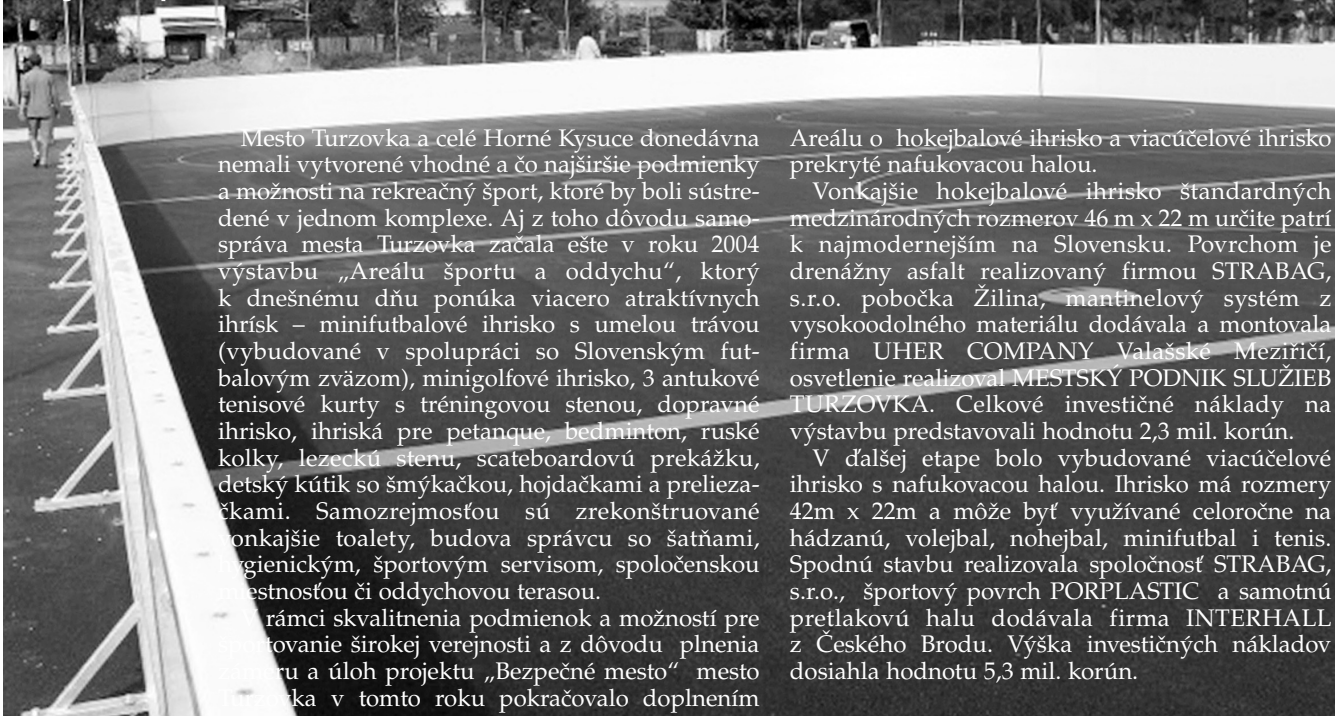 Mesto Turzovka a celé Horné Kysuce donedávna
nemali vytvorené vhodné a čo najširšie podmienky
a možnosti na rekreačný šport, ktoré by boli sústre-
dené v jednom komplexe. Aj z toho dôvodu samo-
správa mesta Turzovka začala ešte v roku 2004
výstavbu „Areálu športu a oddychu“, ktorý
k dnešnému dňu ponúka viacero atraktívnych
ihrísk – minifutbalové ihrisko s umelou trávou
(vybudované v spolupráci so Slovenským fut-
balovým zväzom), minigolfové ihrisko, 3 antukové
tenisové kurty s tréningovou stenou, dopravné
ihrisko, ihriská pre petanque, bedminton, ruské
kolky, lezeckú stenu, scateboardovú prekážku,
detský kútik so šmýkačkou, hojdačkami a prelieza-
čkami. Samozrejmosťou sú zrekonštruované
vonkajšie toalety, budova správcu so šatňami,
hygienickým, športovým servisom, spoločenskou
miestnosťou či oddychovou terasou.
V rámci skvalitnenia podmienok a možností pre
športovanie širokej verejnosti a z dôvodu plnenia
zámeru a úloh projektu „Bezpečné mesto“ mesto
Turzovka v tomto roku pokračovalo doplnením
Areálu o hokejbalové ihrisko a viacúčelové ihrisko
prekryté nafukovacou halou.
Vonkajšie hokejbalové ihrisko štandardných
medzinárodných rozmerov 46 m x 22 m určite patrí
k najmodernejším na Slovensku. Povrchom je
drenážny asfalt realizovaný firmou STRABAG,
s.r.o. pobočka Žilina, mantinelový systém z
vysokoodolného materiálu dodávala a montovala
firma UHER COMPANY Valašské Meziříčí,
osvetlenie realizoval MESTSKÝ PODNIK SLUŽIEB
TURZOVKA. Celkové investičné náklady na
výstavbu predstavovali hodnotu 2,3 mil. korún.
V ďalšej etape bolo vybudované viacúčelové
ihrisko s nafukovacou halou. Ihrisko má rozmery
42m x 22m a môže byť využívané celoročne na
hádzanú, volejbal, nohejbal, minifutbal i tenis.
Spodnú stavbu realizovala spoločnosť STRABAG,
s.r.o., športový povrch PORPLASTIC a samotnú
pretlakovú halu dodávala firma INTERHALL
z Českého Brodu. Výška investičných nákladov
dosiahla hodnotu 5,3 mil. korún.